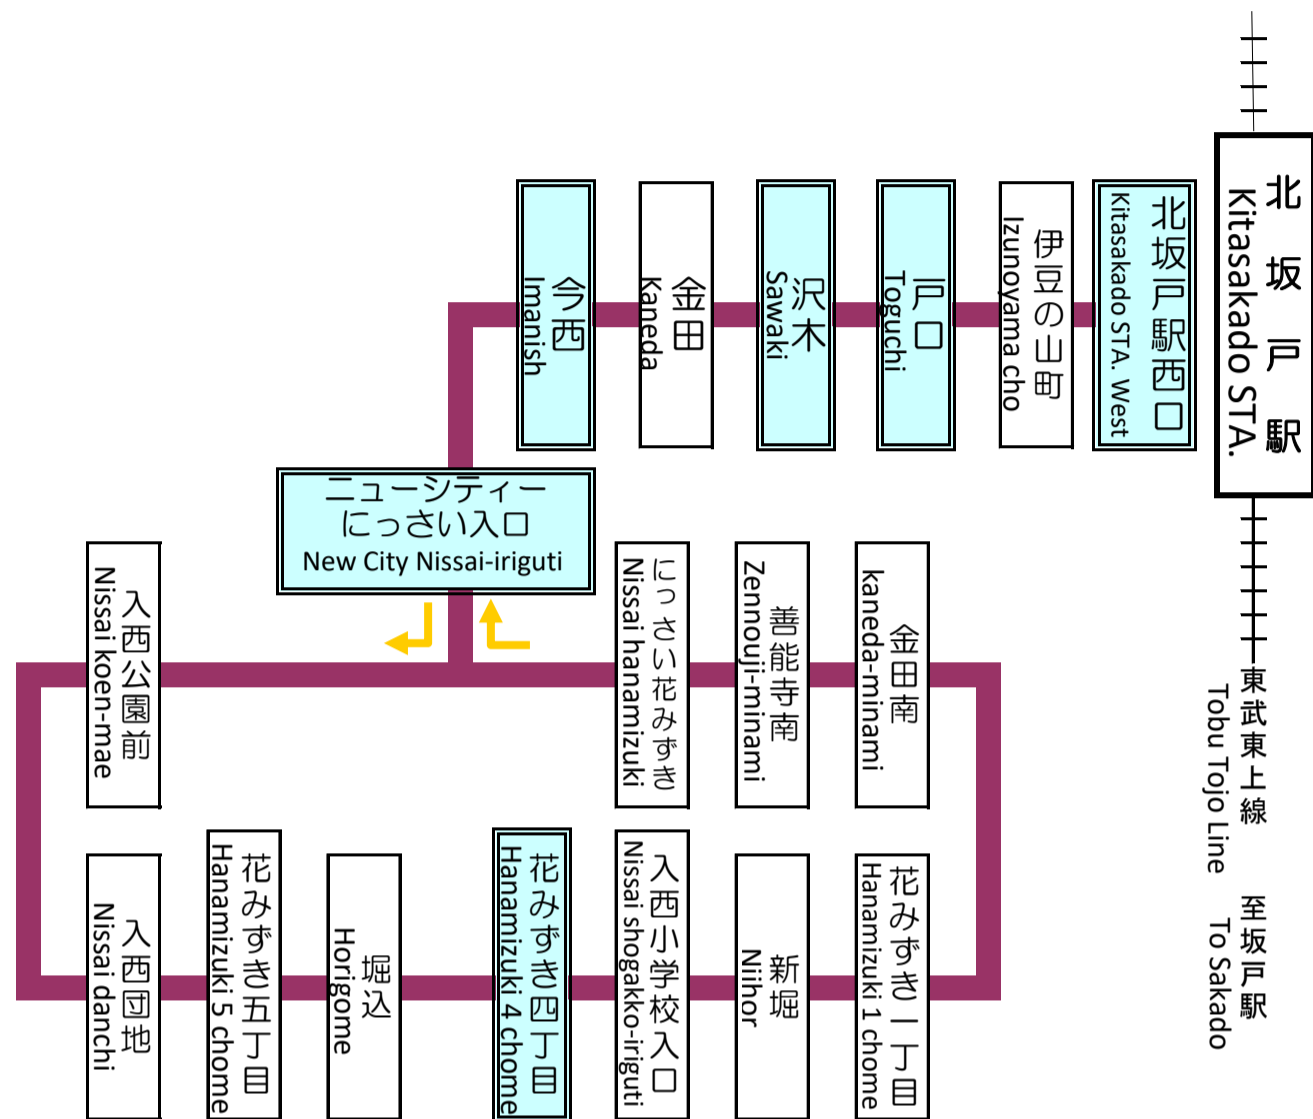 北坂戸駅
Kitasakado STA.
北坂戸駅西口
Kitasakado STA. West
伊豆の山町
Izunoyama cho
戸口
Toguchi
沢木
Sawaki
金田
Kaneda
今西
Imanish
ニューシティー
にっさい入口
New City Nissai-iriguti
入西公園前
Nissai koen-mae
にっさい花みずき
Nissai hanamizuki
善能寺南
Zennouji-minami
金田南
kaneda-minami
入西団地
Nissai danchi
花みずき五丁目
Hanamizuki 5 chome
堀込
Horigome
花みずき四丁目
Hanamizuki 4 chome
入西小学校入口
Nissai shogakko-iriguti
新堀
Niihor
花みずき一丁目
Hanamizuki 1 chome
東武東上線　至坂戸駅
Tobu Tojo Line　To Sakado